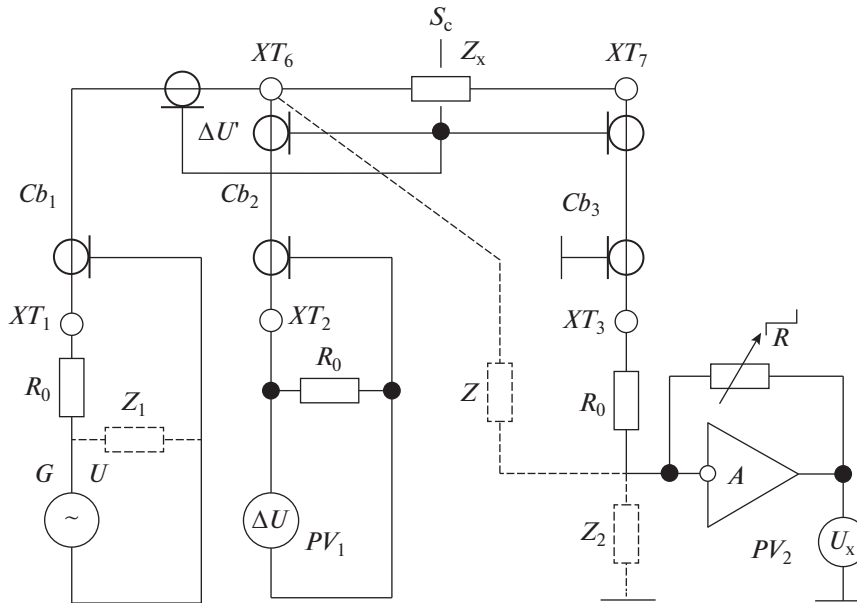 S_c
XT_6
Z_x
XT_7
ΔU'
Cb_1
Cb_2
Cb_3
XT_1
XT_2
XT_3
R
R_0
R_0
Z_1
Z
R_0
G
U
~
ΔU
PV_1
Z_2
A
PV_2
U_x